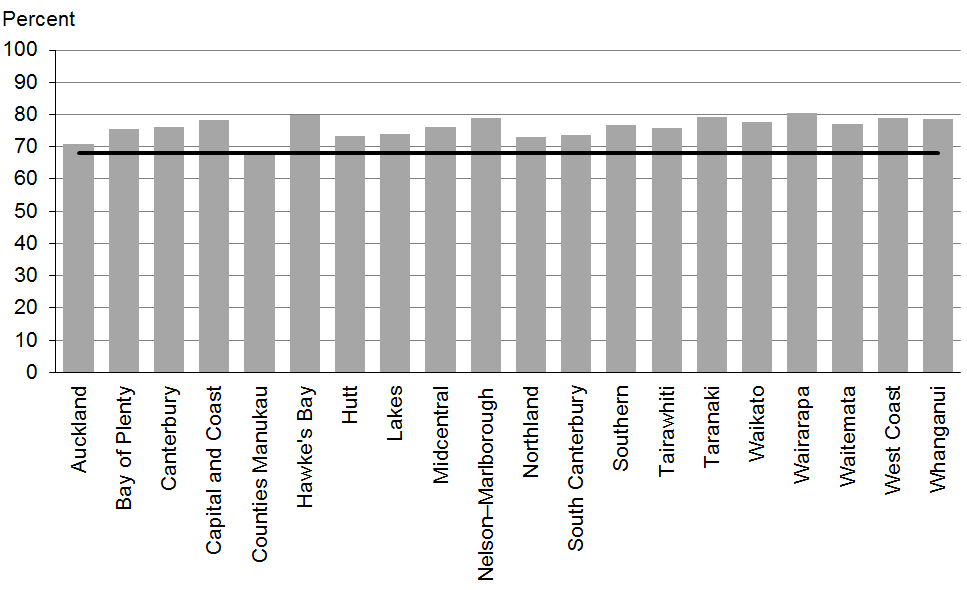 Percent
100
90
80
70
60
50
40
30
20
10
0
Auckland
Bay of Plenty
Canterbury
Capital and Coast
Counties Manukau
Hawke's Bay
Hutt
Lakes
Midcentral
Nelson–Marlborough
Northland
South Canterbury
Southern
Tairawhiti
Taranaki
Waikato
Wairarapa
Waitemata
West Coast
Whanganui